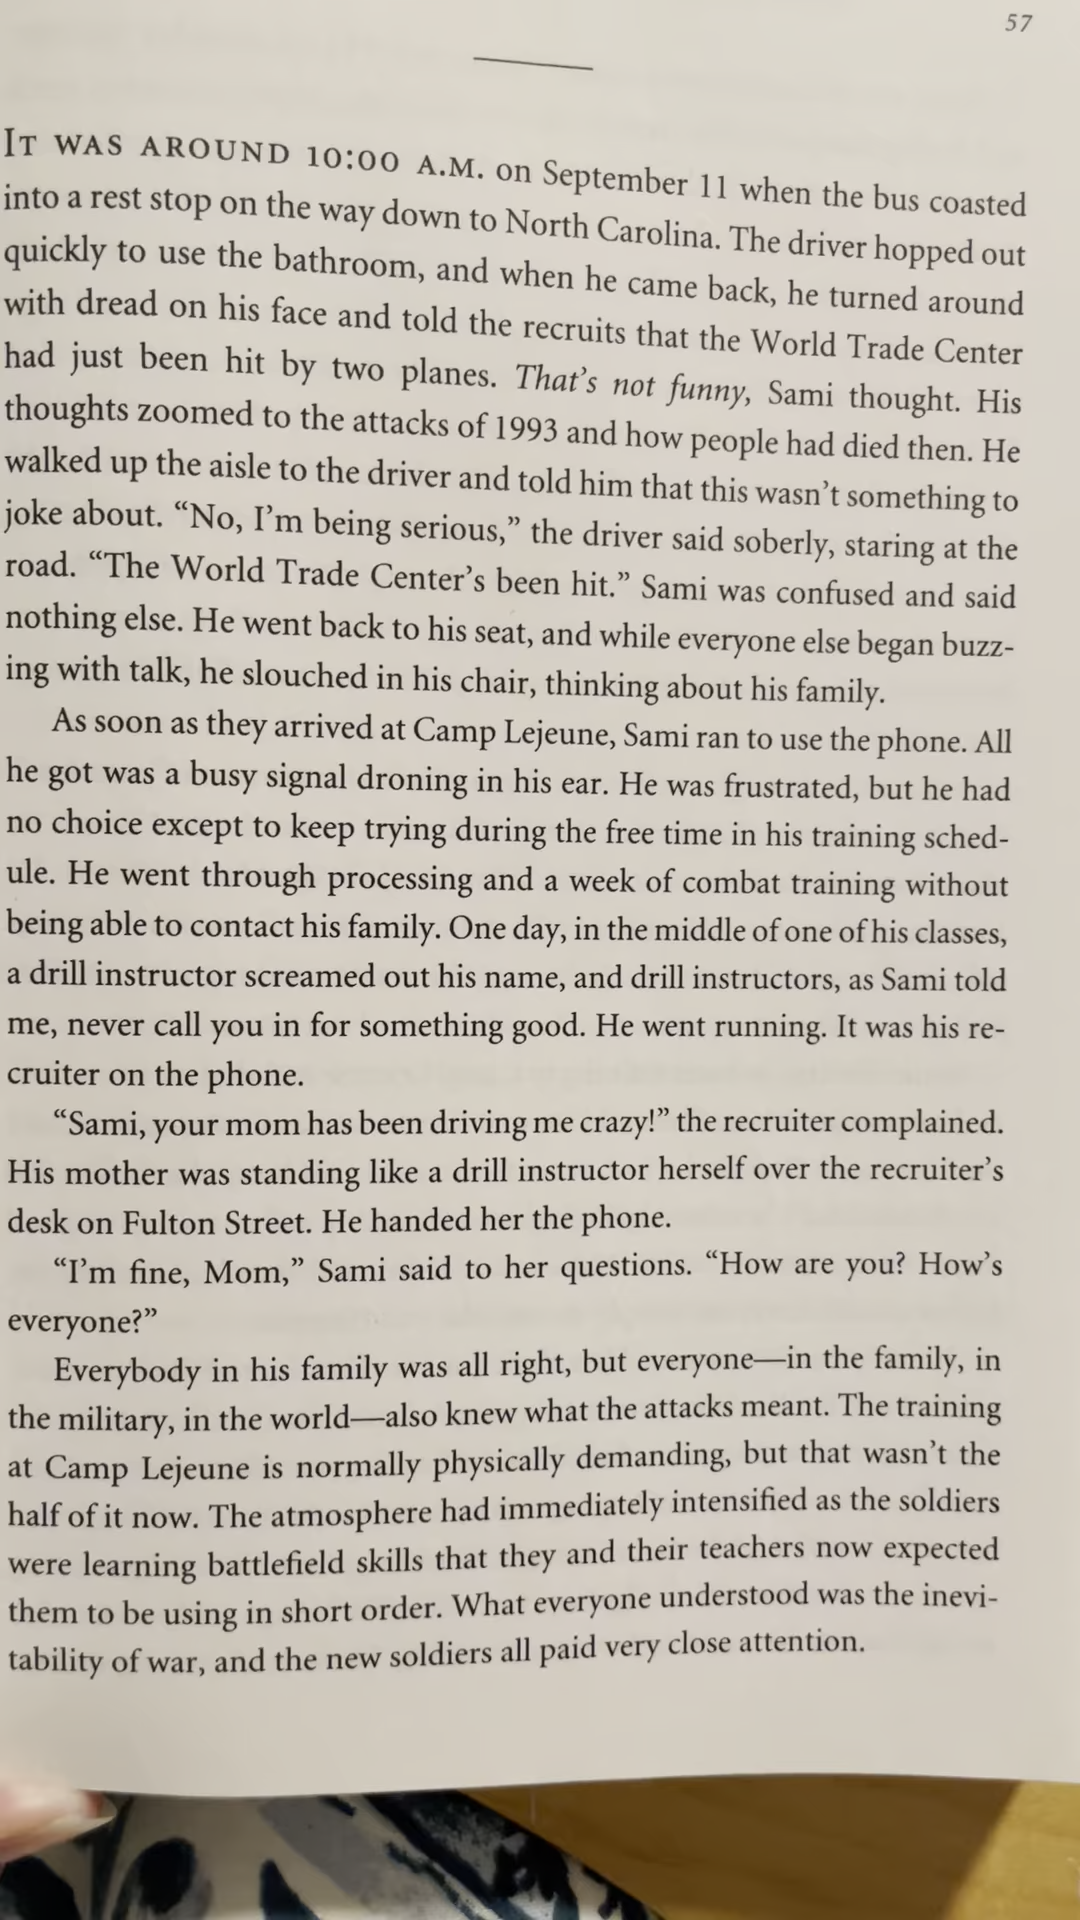 57
IT WAS AROUND 10:00 A.M. on September 11 when the bus coasted
into a rest stop on the way down to North Carolina. The driver hopped out
quickly to use the bathroom, and when he came back, he turned around
with dread on his face and told the recruits that the World Trade Center
had just been hit by two planes. That’s not funny, Sami thought. His
thoughts zoomed to the attacks of 1993 and how people had died then. He
walked up the aisle to the driver and told him that this wasn’t something to
joke about. “No, I’m being serious,” the driver said soberly, staring at the
road. “The World Trade Center’s been hit.” Sami was confused and said
nothing else. He went back to his seat, and while everyone else began buzz-
ing with talk, he slouched in his chair, thinking about his family.
As soon as they arrived at Camp Lejeune, Sami ran to use the phone. All
he got was a busy signal droning in his ear. He was frustrated, but he had
no choice except to keep trying during the free time in his training sched-
ule. He went through processing and a week of combat training without
being able to contact his family. One day, in the middle of one of his classes,
a drill instructor screamed out his name, and drill instructors, as Sami told
me, never call you in for something good. He went running. It was his re-
cruiter on the phone.
“Sami, your mom has been driving me crazy!” the recruiter complained.
His mother was standing like a drill instructor herself over the recruiter’s
desk on Fulton Street. He handed her the phone.
“I’m fine, Mom,” Sami said to her questions. “How are you? How’s
everyone?”
Everybody in his family was all right, but everyone—in the family, in
the military, in the world—also knew what the attacks meant. The training
at Camp Lejeune is normally physically demanding, but that wasn’t the
half of it now. The atmosphere had immediately intensified as the soldiers
were learning battlefield skills that they and their teachers now expected
them to be using in short order. What everyone understood was the inevi-
tability of war, and the new soldiers all paid very close attention.